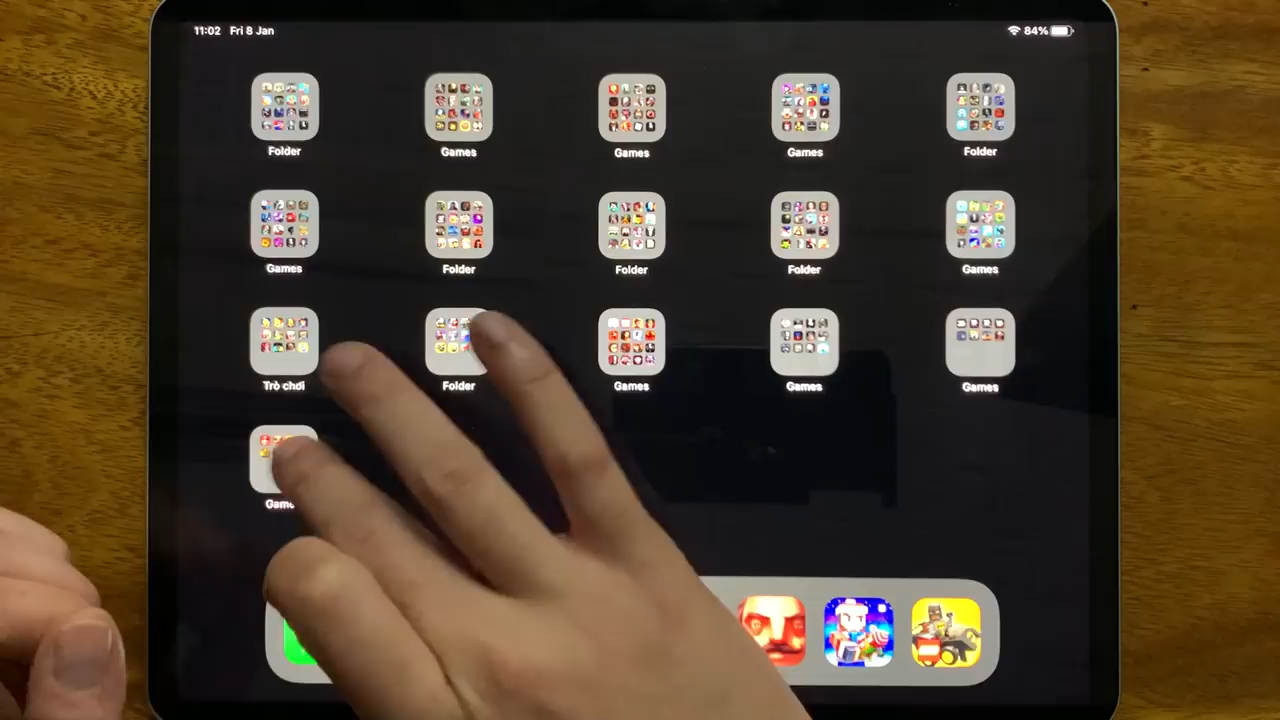 11:02 Fri 8 Jan 84%
Folder Games Games Games Folder
Games Folder Folder Folder Games
Trò chơi Folder Games Games Games